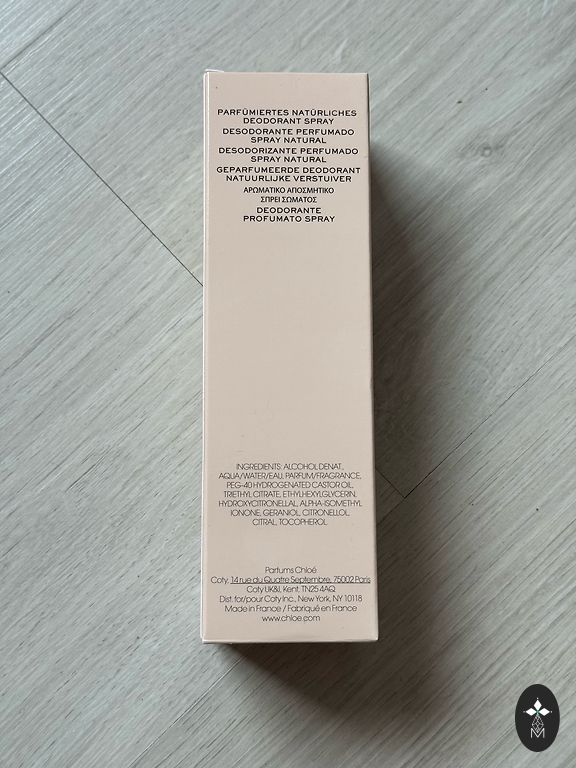 PARFÜMIERTES NATÜRLICHES
DEODORANT SPRAY
DESODORANTE PERFUMADO
SPRAY NATURAL
DESODORIZANTE PERFUMADO
SPRAY NATURAL
GEPARFUMEERDE DEODORANT
NATUURLIJKE VERSTUIVER
ΑΡΩΜΑΤΙΚΟ ΑΠΟΣΜΗΤΙΚΟ
ΣΠΡΕΙ ΣΩΜΑΤΟΣ
DEODORANTE
PROFUMATO SPRAY
INGREDIENTS: ALCOHOL DENAT.,
AQUA/WATER/EAU, PARFUM/FRAGRANCE,
PEG-40 HYDROGENATED CASTOR OIL,
TRIETHYL CITRATE, ETHYLHEXYLGLYCERIN,
HYDROXYCITRONELLAL, ALPHA-ISOMETHYL
IONONE, GERANIOL, CITRONELLOL,
CITRAL, TOCOPHEROL.
Parfums Chloé
Coty, 14 rue du Quatre Septembre, 75002 Paris
Coty UK&I, Kent, TN25 4AQ
Dist. for/pour Coty Inc., New York, NY 10118
Made in France / Fabriqué en France
www.chloe.com
M